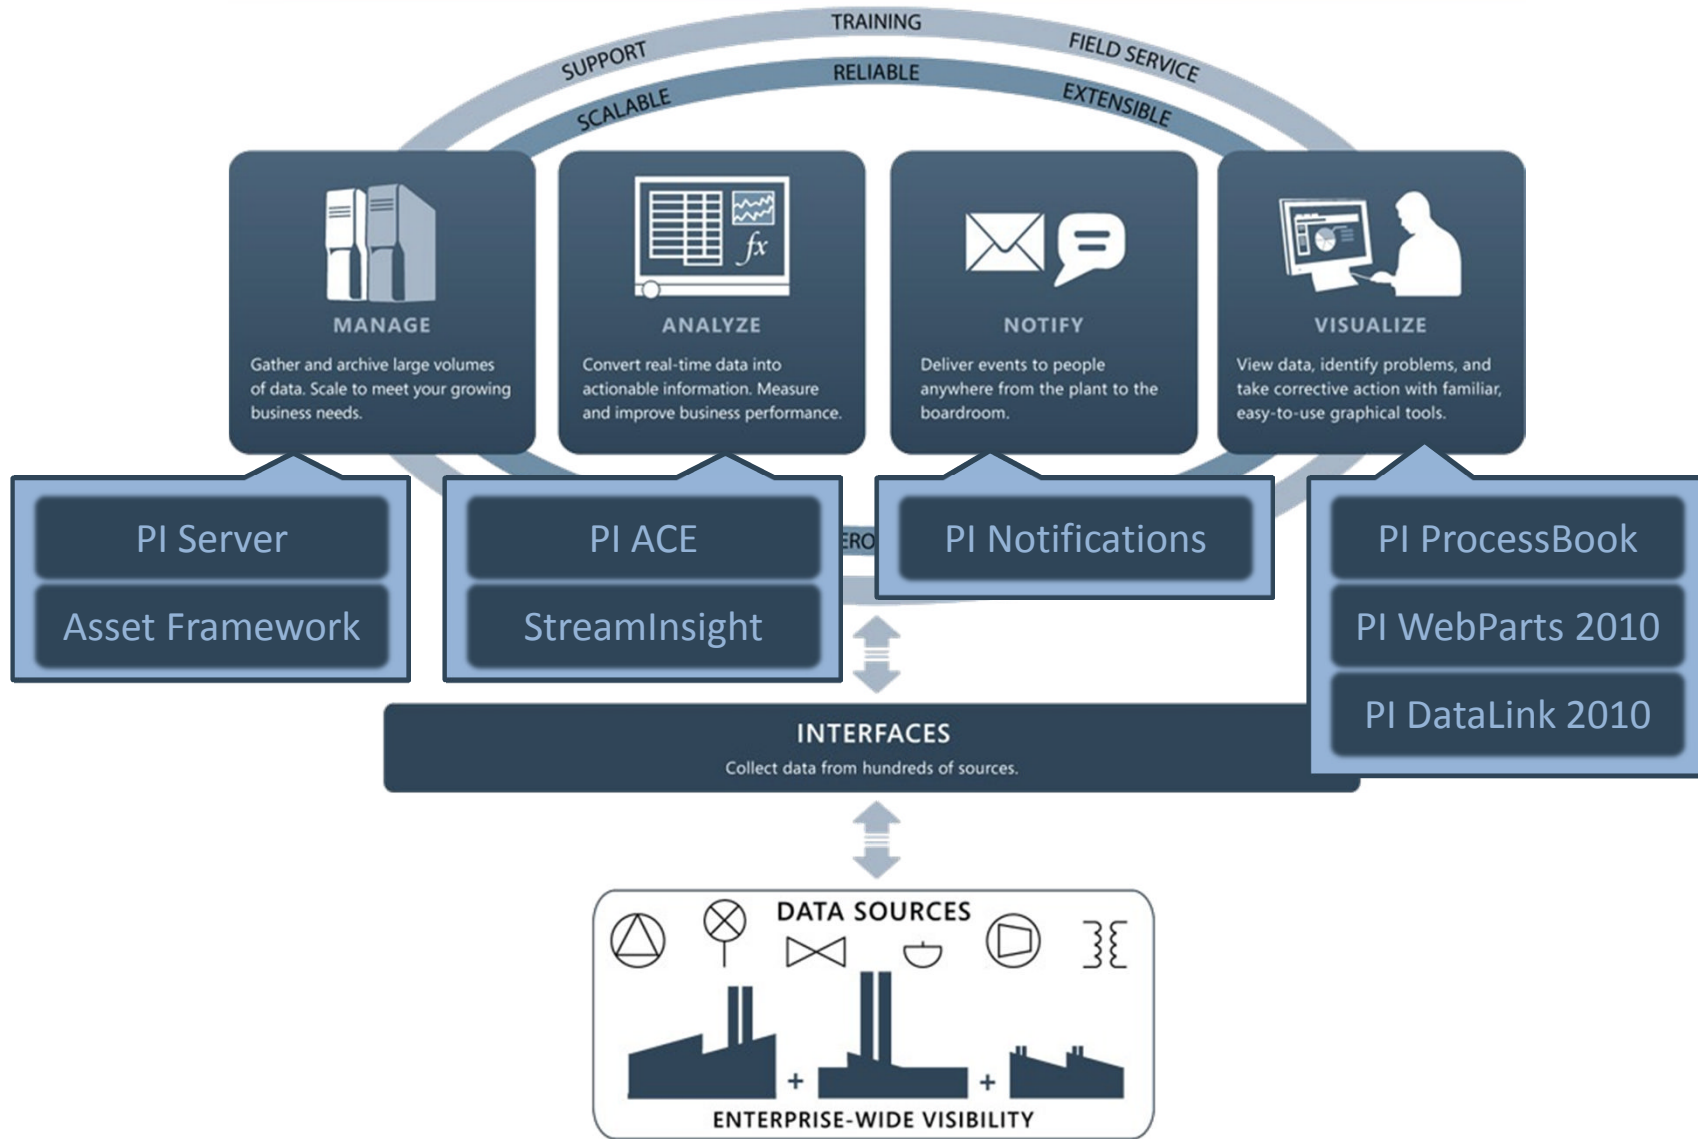 TRAINING
SUPPORT
FIELD SERVICE
RELIABLE
SCALABLE
EXTENSIBLE
fx
MANAGE
Gather and archive large volumes
of data. Scale to meet your growing
business needs.
ANALYZE
Convert real-time data into
actionable information. Measure
and improve business performance.
NOTIFY
Deliver events to people
anywhere from the plant to the
boardroom.
VISUALIZE
View data, identify problems, and
take corrective action with familiar,
easy-to-use graphical tools.
PI Server
Asset Framework
PI ACE
StreamInsight
PI Notifications
PI ProcessBook
PI WebParts 2010
PI DataLink 2010
INTERFACES
Collect data from hundreds of sources.
DATA SOURCES
+ +
ENTERPRISE-WIDE VISIBILITY